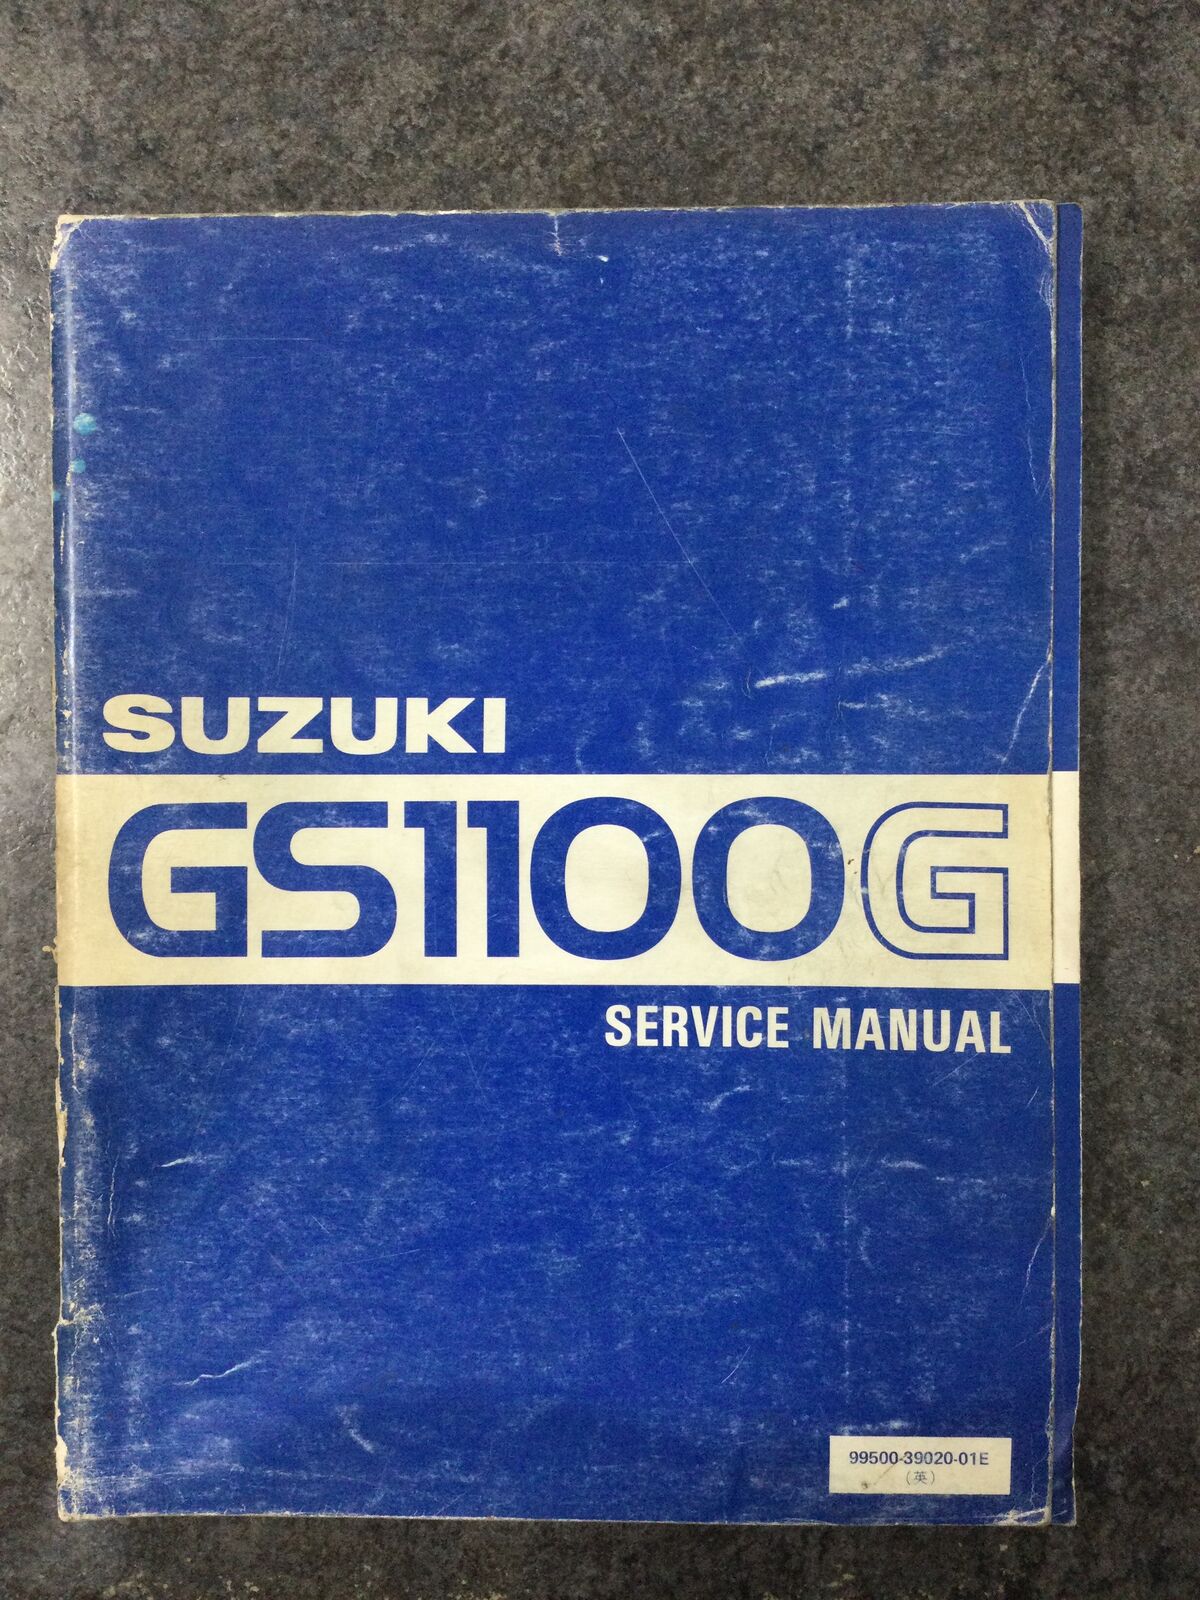 SUZUKI
GS1100G
SERVICE MANUAL
99500-39020-01E
(英)